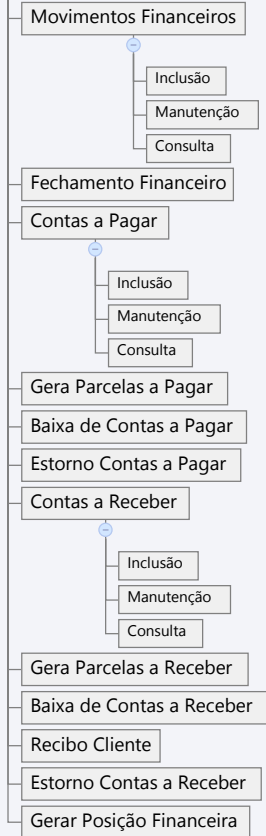 Movimentos Financeiros
Inclusão
Manutenção
Consulta
Fechamento Financeiro
Contas a Pagar
Inclusão
Manutenção
Consulta
Gera Parcelas a Pagar
Baixa de Contas a Pagar
Estorno Contas a Pagar
Contas a Receber
Inclusão
Manutenção
Consulta
Gera Parcelas a Receber
Baixa de Contas a Receber
Recibo Cliente
Estorno Contas a Receber
Gerar Posição Financeira